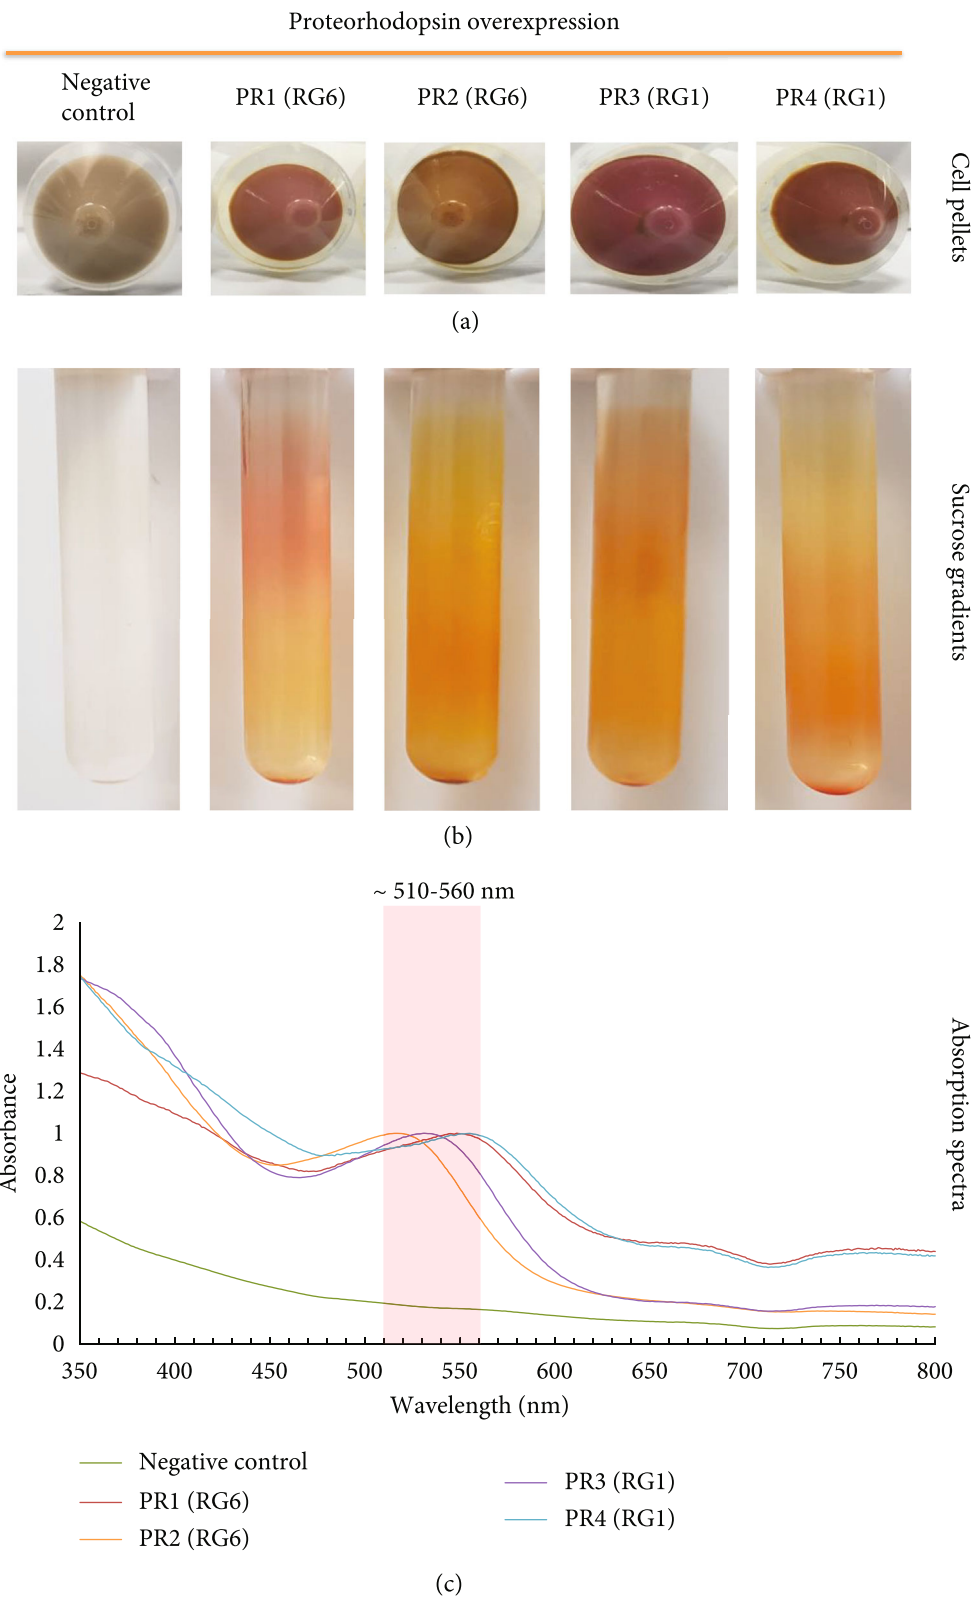 Proteorhodopsin overexpression
Negative
control
PR1 (RG6)
PR2 (RG6)
PR3 (RG1)
PR4 (RG1)
Cell pellets
(a)
Sucrose gradients
(b)
~ 510-560 nm
2
1.8
1.6
1.4
1.2
1
0.8
0.6
0.4
0.2
0
Absorbance
Absorption spectra
350 400 450 500 550 600 650 700 750 800
Wavelength (nm)
Negative control
PR1 (RG6)
PR2 (RG6)
PR3 (RG1)
PR4 (RG1)
(c)